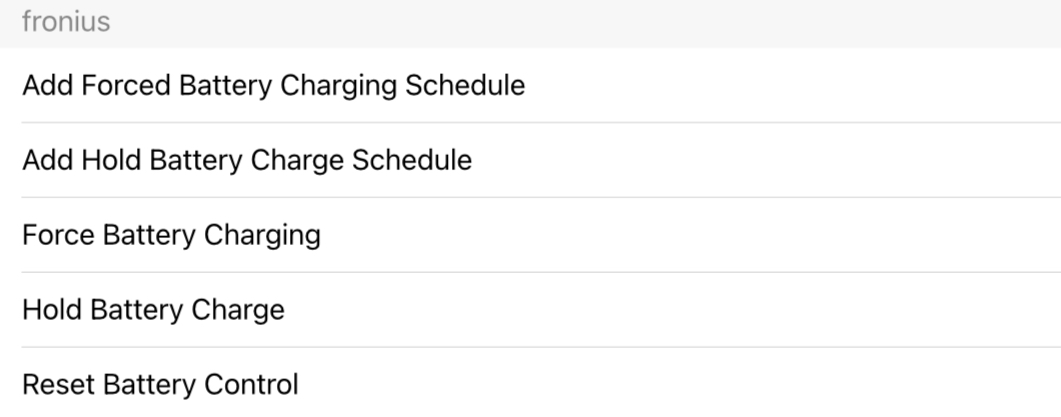 fronius
Add Forced Battery Charging Schedule
Add Hold Battery Charge Schedule
Force Battery Charging
Hold Battery Charge
Reset Battery Control